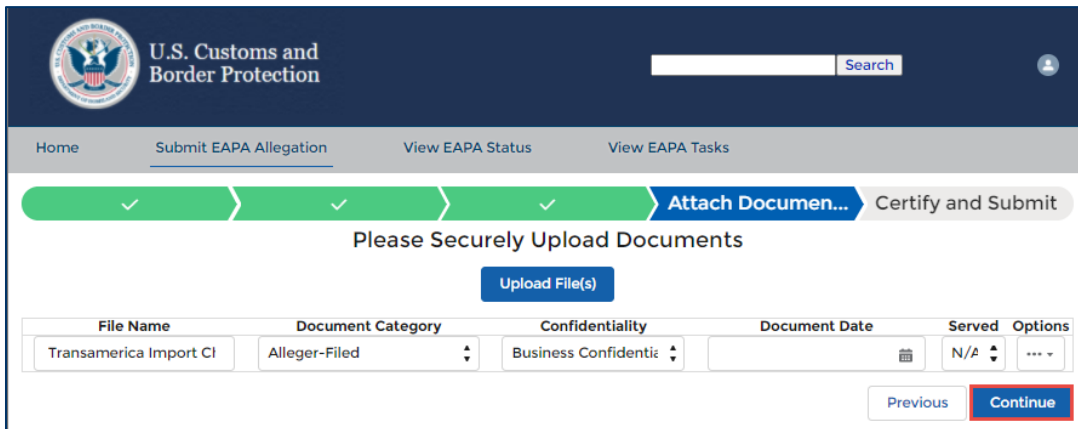 U.S. Customs and
Border Protection
Search
Home Submit EAPA Allegation View EAPA Status View EAPA Tasks
Attach Documen... Certify and Submit
Please Securely Upload Documents
Upload File(s)
File Name Document Category Confidentiality Document Date Served Options
Transamerica Import Cl Alleger-Filed Business Confidentia N/A
Previous Continue